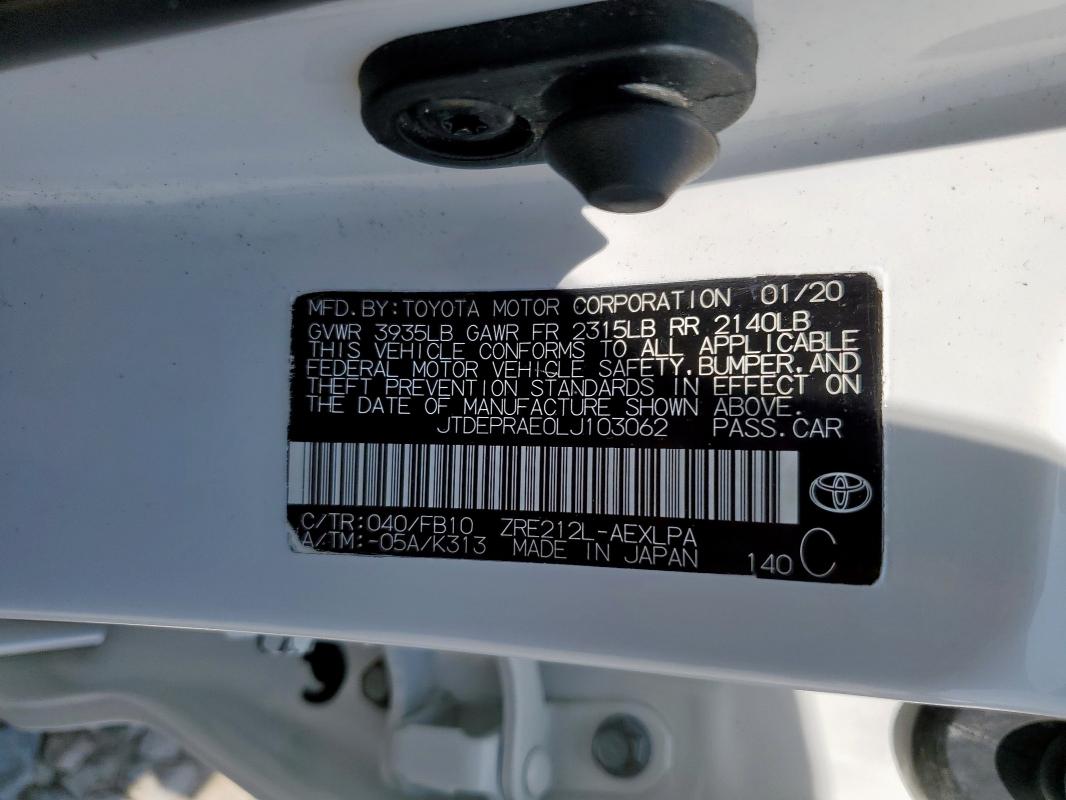 MFD.BY:TOYOTA MOTOR CORPORATION 01/20
GVWR 3935LB GAWR FR 2315LB RR 2140LB
THIS VEHICLE CONFORMS TO ALL APPLICABLE
FEDERAL MOTOR VEHICLE SAFETY,BUMPER,AND
THEFT PREVENTION STANDARDS IN EFFECT ON
THE DATE OF MANUFACTURE SHOWN ABOVE.
JTDEPRAE0LJ103062 PASS.CAR
C/TR:040/FB10 ZRE212L-AEXLPA
A/TM:-05A/K313 MADE IN JAPAN 140 C